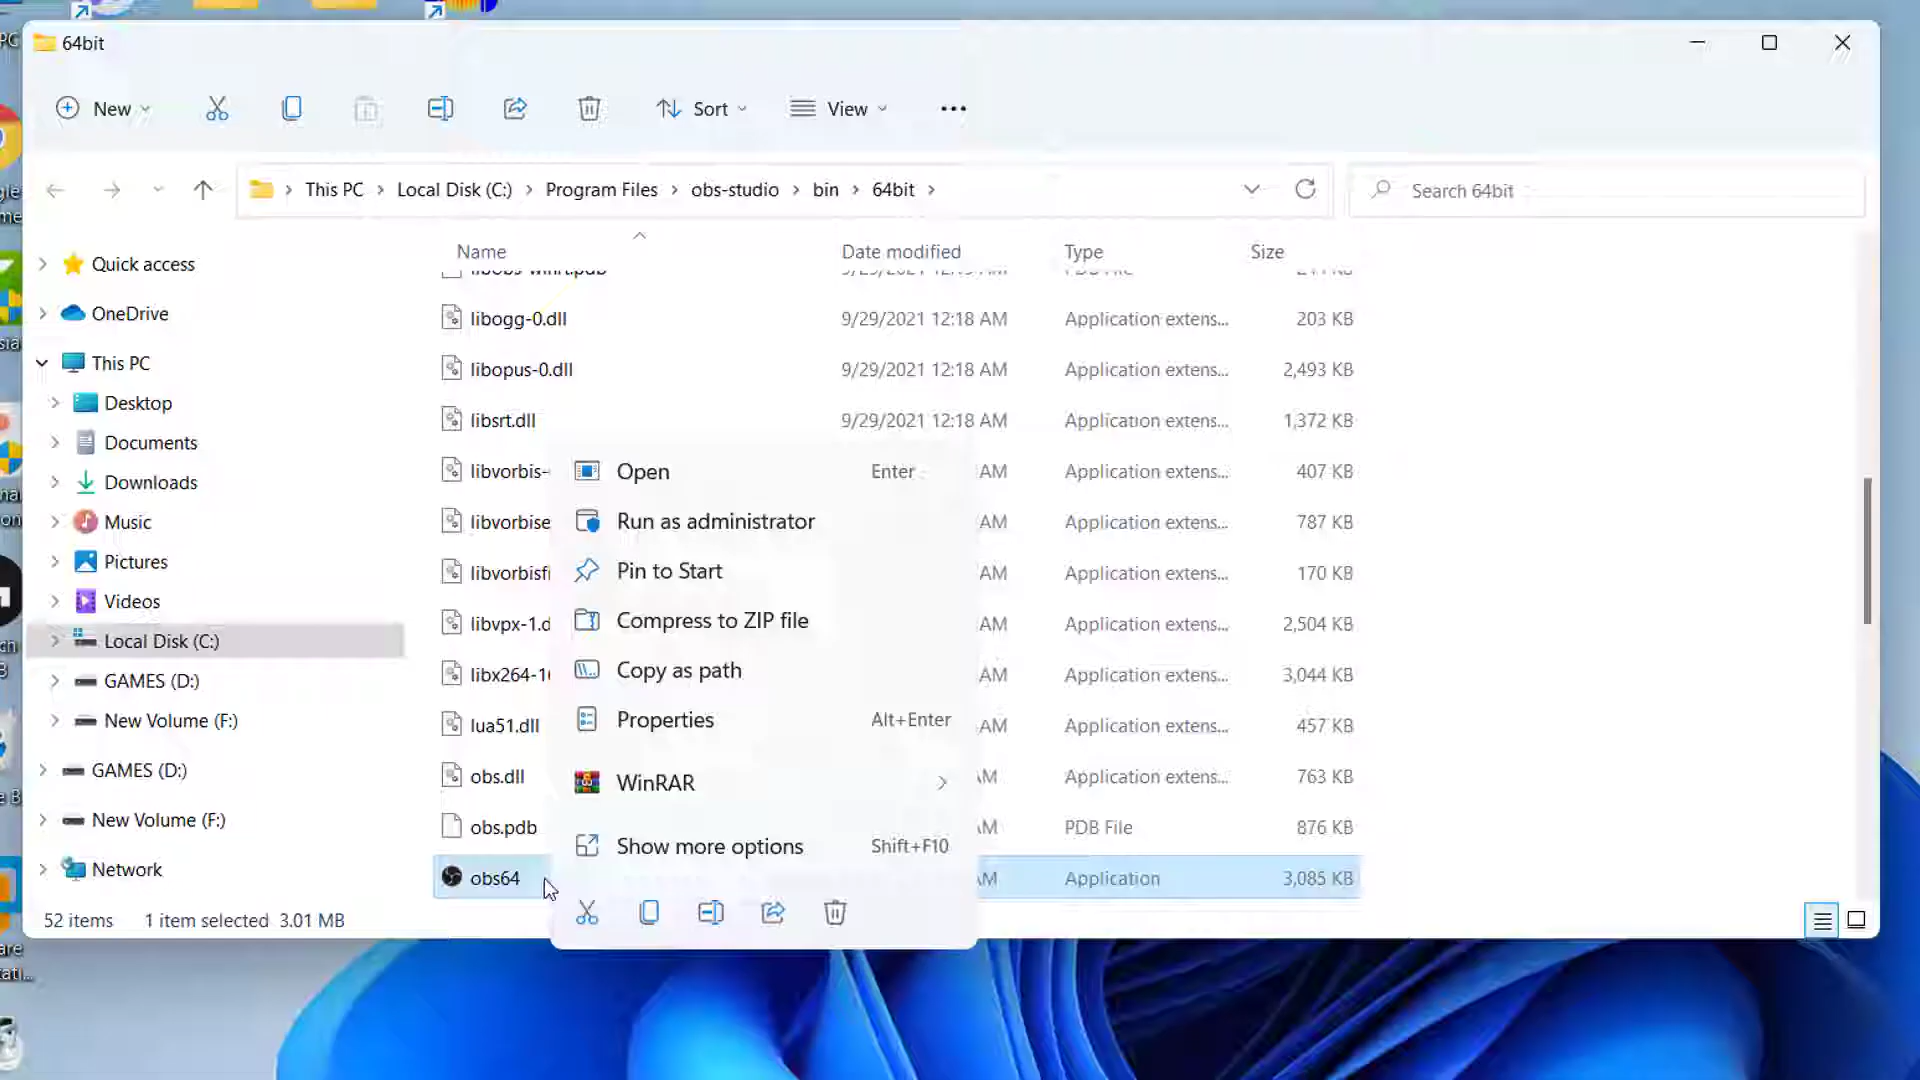 64bit
New
Sort
View
This PC
Local Disk (C:)
Program Files
obs-studio
bin
64bit
Search 64bit
Name
Date modified
Type
Size
Quick access
OneDrive
This PC
Desktop
Documents
Downloads
Music
Pictures
Videos
Local Disk (C:)
GAMES (D:)
New Volume (F:)
GAMES (D:)
New Volume (F:)
Network
libogg-0.dll 9/29/2021 12:18 AM Application extens... 203 KB
libopus-0.dll 9/29/2021 12:18 AM Application extens... 2,493 KB
libsrt.dll 9/29/2021 12:18 AM Application extens... 1,372 KB
libvorbis- AM Application extens... 407 KB
libvorbise AM Application extens... 787 KB
libvorbisfi AM Application extens... 170 KB
libvpx-1.d AM Application extens... 2,504 KB
libx264-1 AM Application extens... 3,044 KB
lua51.dll AM Application extens... 457 KB
obs.dll AM Application extens... 763 KB
obs.pdb AM PDB File 876 KB
obs64 AM Application 3,085 KB
Open Enter
Run as administrator
Pin to Start
Compress to ZIP file
Copy as path
Properties Alt+Enter
WinRAR
Show more options Shift+F10
52 items 1 item selected 3.01 MB